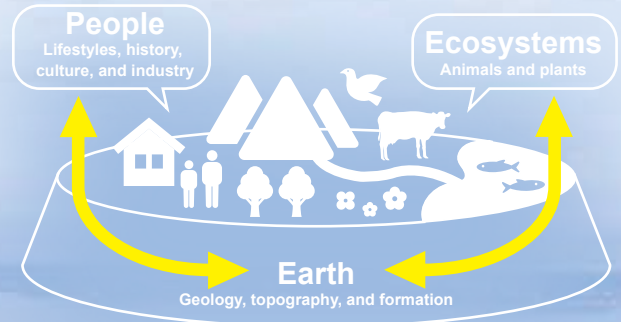 People
Lifestyles, history,
culture, and industry
Ecosystems
Animals and plants
Earth
Geology, topography, and formation